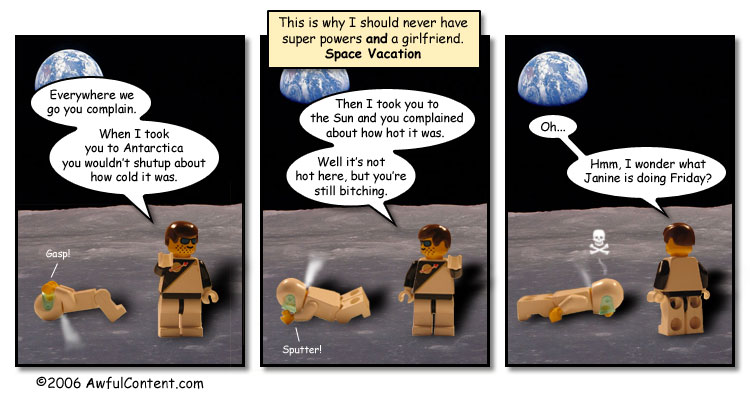 This is why I should never have
super powers and a girlfriend.
Space Vacation
Everywhere we
go you complain.
When I took
you to Antarctica
you wouldn't shutup about
how cold it was.
Gasp!
Then I took you to
the Sun and you complained
about how hot it was.
Well it's not
hot here, but you're
still bitching.
Sputter!
Oh...
Hmm, I wonder what
Janine is doing Friday?
©2006 AwfulContent.com